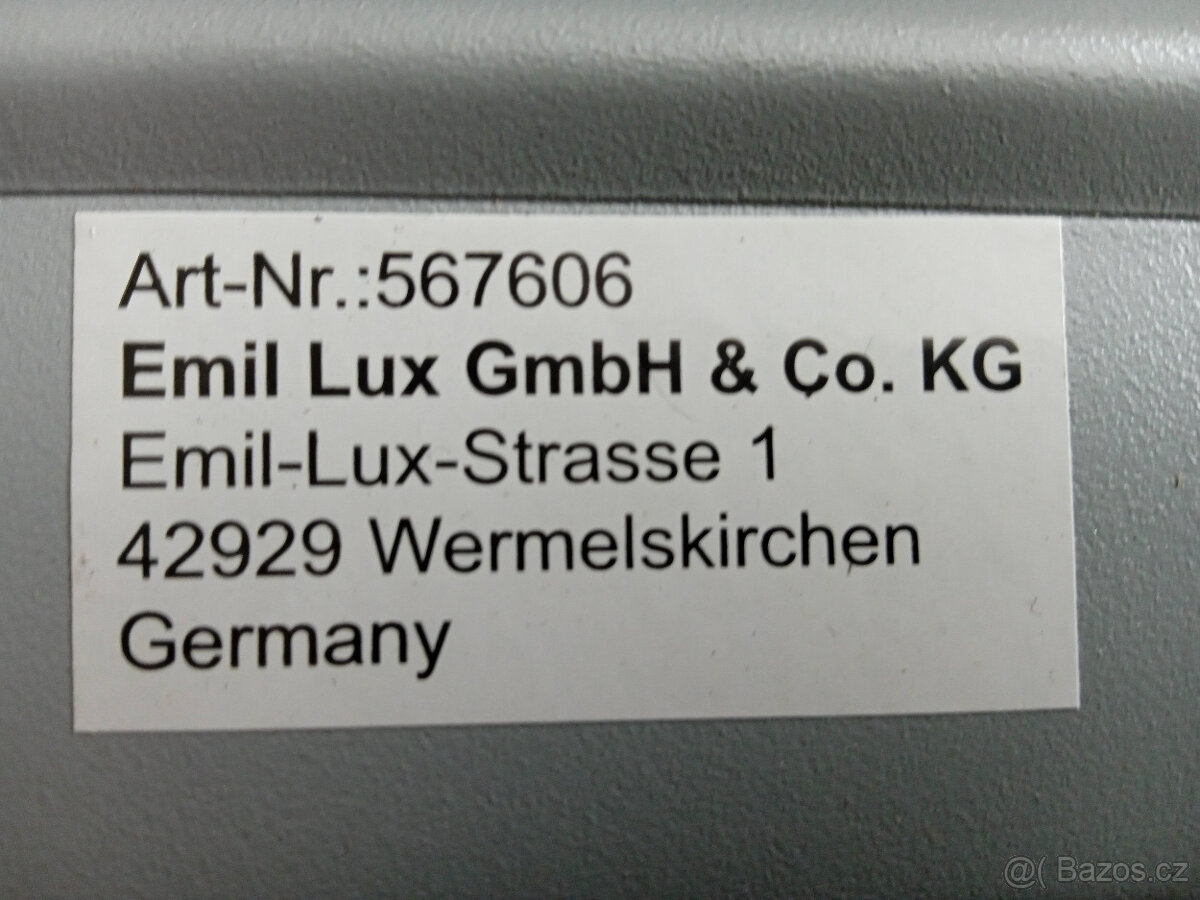 Art-Nr.:567606
Emil Lux GmbH & Co. KG
Emil-Lux-Strasse 1
42929 Wermelskirchen
Germany
@( Bazos.cz